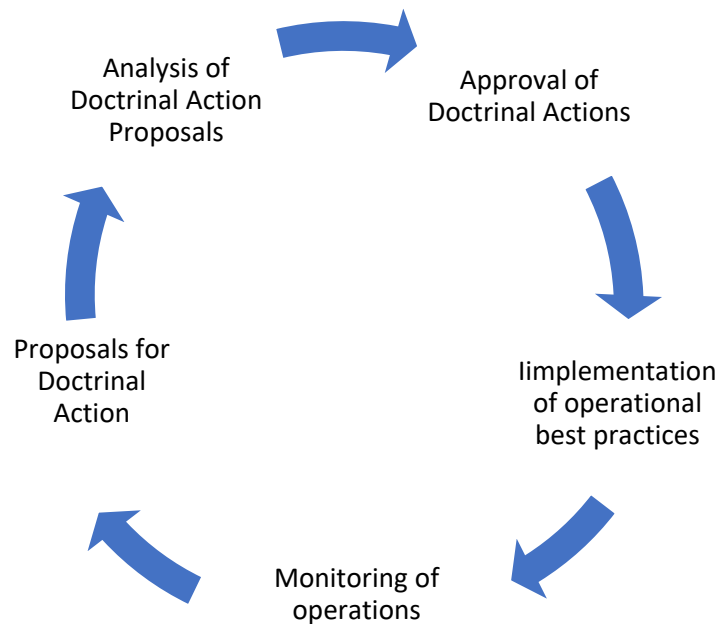 Analysis of
Doctrinal Action
Proposals
Approval of
Doctrinal Actions
Iimplementation
of operational
best practices
Monitoring of
operations
Proposals for
Doctrinal
Action